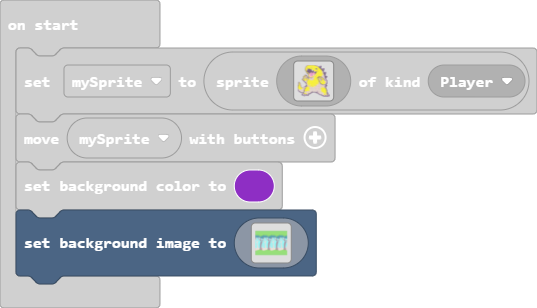 on start
set mySprite to sprite of kind Player
move mySprite with buttons
set background color to
set background image to